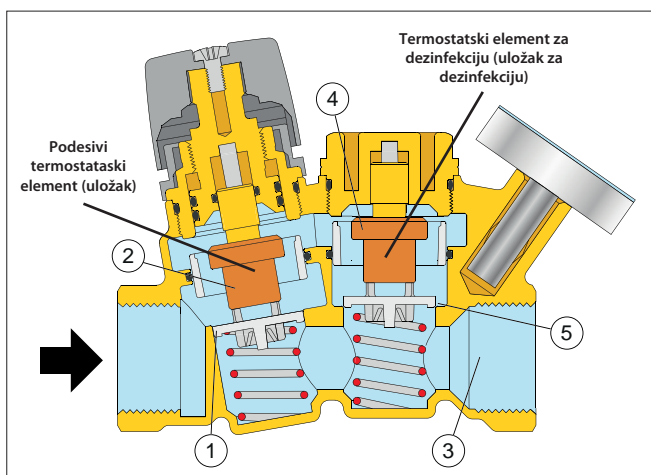 Termostatski element za
dezinfekciju (uložak za
dezinfekciju)
4
Podesivi
termostataski
element (uložak)
2
5
1
3